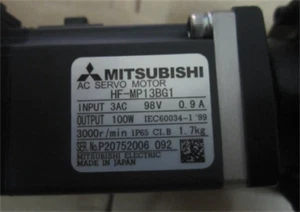 MITSUBISHI
AC SERVO MOTOR
HF-MP13BG1
INPUT 3AC 98V 0.9A
OUTPUT 100W IEC60034-1'99
3000r/min IP65 Cl.B 1.7kg
SER.No.P20752006 092
MITSUBISHI ELECTRIC
MADE IN JAPAN